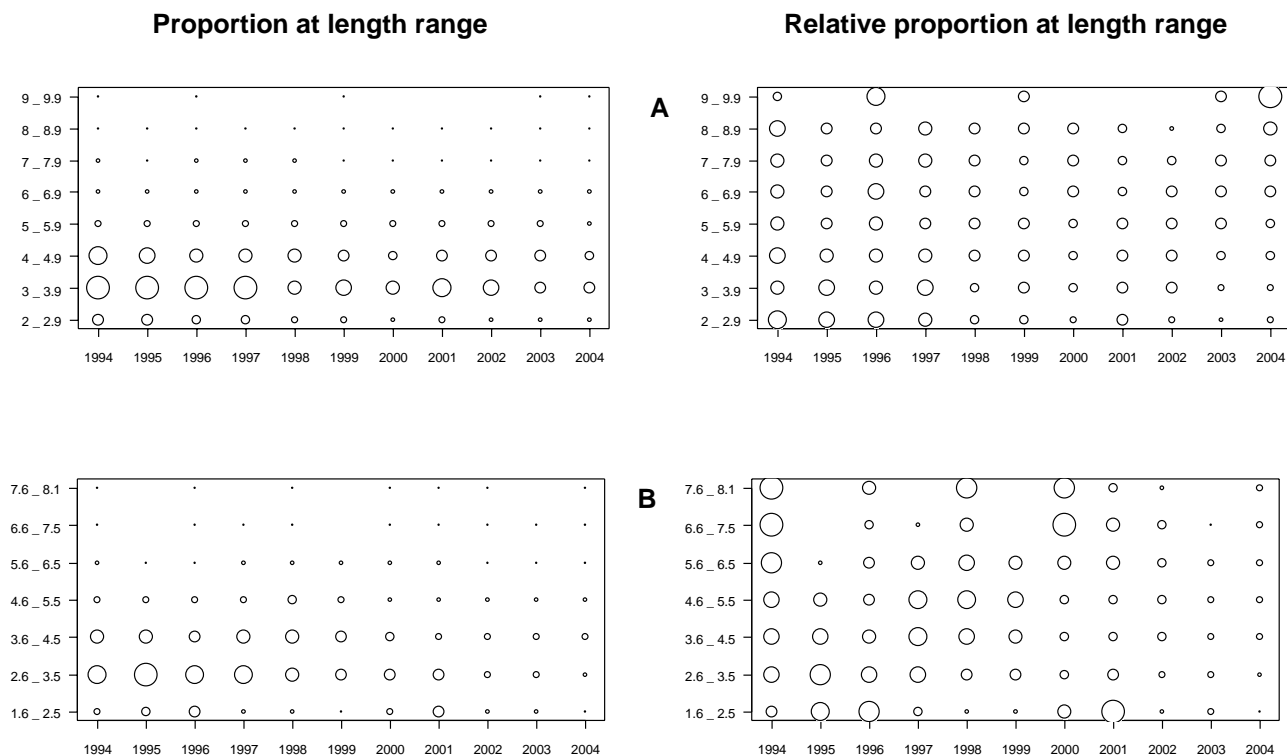 Proportion at length range
Relative proportion at length range
A
9 _ 9.9
8 _ 8.9
7 _ 7.9
6 _ 6.9
5 _ 5.9
4 _ 4.9
3 _ 3.9
2 _ 2.9
1994 1995 1996 1997 1998 1999 2000 2001 2002 2003 2004
9 _ 9.9
8 _ 8.9
7 _ 7.9
6 _ 6.9
5 _ 5.9
4 _ 4.9
3 _ 3.9
2 _ 2.9
1994 1995 1996 1997 1998 1999 2000 2001 2002 2003 2004
B
7.6 _ 8.1
6.6 _ 7.5
5.6 _ 6.5
4.6 _ 5.5
3.6 _ 4.5
2.6 _ 3.5
1.6 _ 2.5
1994 1995 1996 1997 1998 1999 2000 2001 2002 2003 2004
7.6 _ 8.1
6.6 _ 7.5
5.6 _ 6.5
4.6 _ 5.5
3.6 _ 4.5
2.6 _ 3.5
1.6 _ 2.5
1994 1995 1996 1997 1998 1999 2000 2001 2002 2003 2004